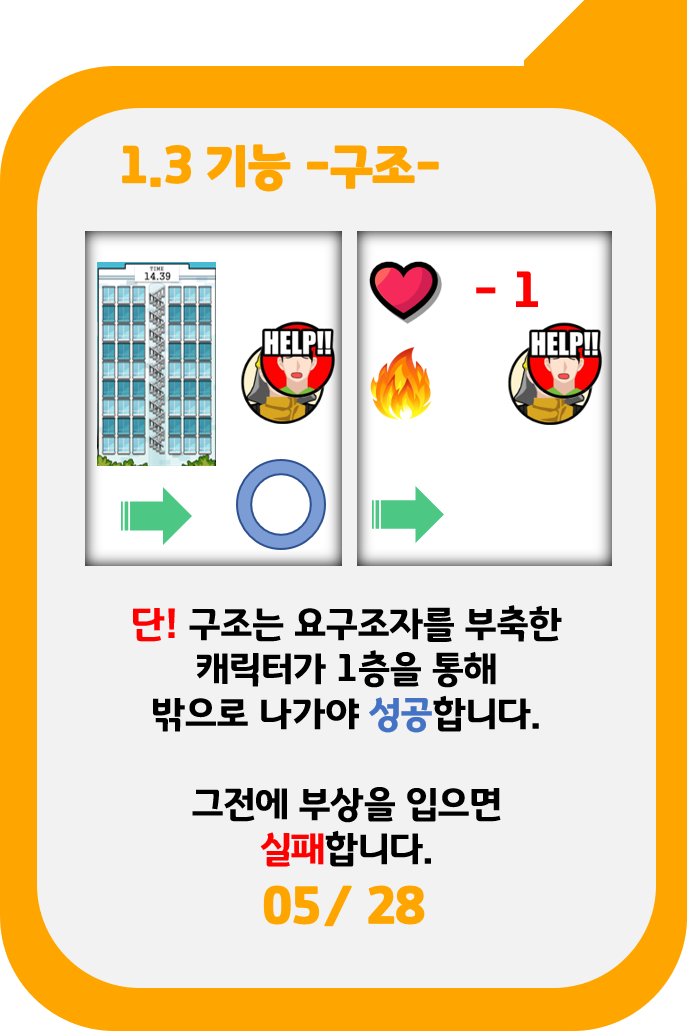 1.3 기능 -구조-
TIME
14.39
HELP!!
- 1
HELP!!
단! 구조는 요구조자를 부축한
캐릭터가 1층을 통해
밖으로 나가야 성공합니다.
그전에 부상을 입으면
실패합니다.
05/ 28